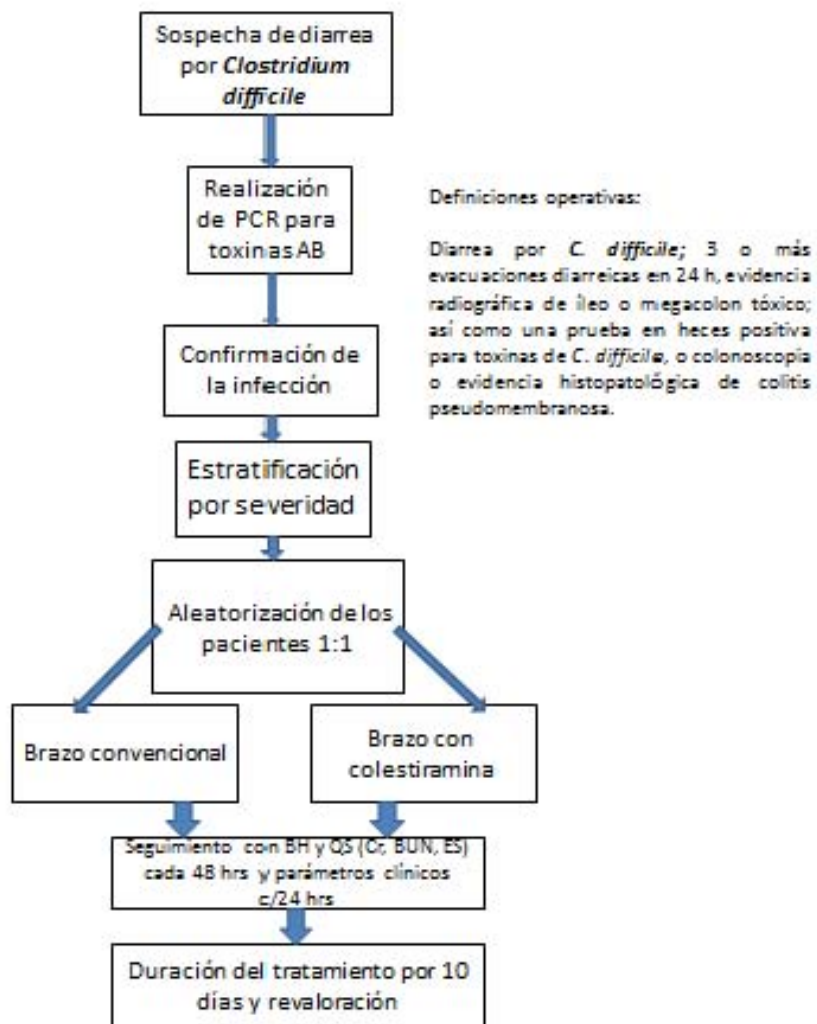 Sospecha de diarrea
por Clostridium
difficile
Realización
de PCR para
toxinas AB
Definiciones operativas:
Diarrea por C. difficile; 3 o más
evacuaciones diarreicas en 24 h, evidencia
radiográfica de íleo o megacolon tóxico;
así como una prueba en heces positiva
para toxinas de C. difficile, o colonoscopia
o evidencia histopatológica de colitis
pseudomembranosa.
Confirmación de
la infección
Estratificación
por severidad
Aleatorización de los
pacientes 1:1
Brazo convencional
Brazo con
colestiramina
Seguimiento con BH y QS (Cr, BUN, ES)
cada 48 hrs y parámetros clínicos
c/24 hrs
Duración del tratamiento por 10
días y revaloración